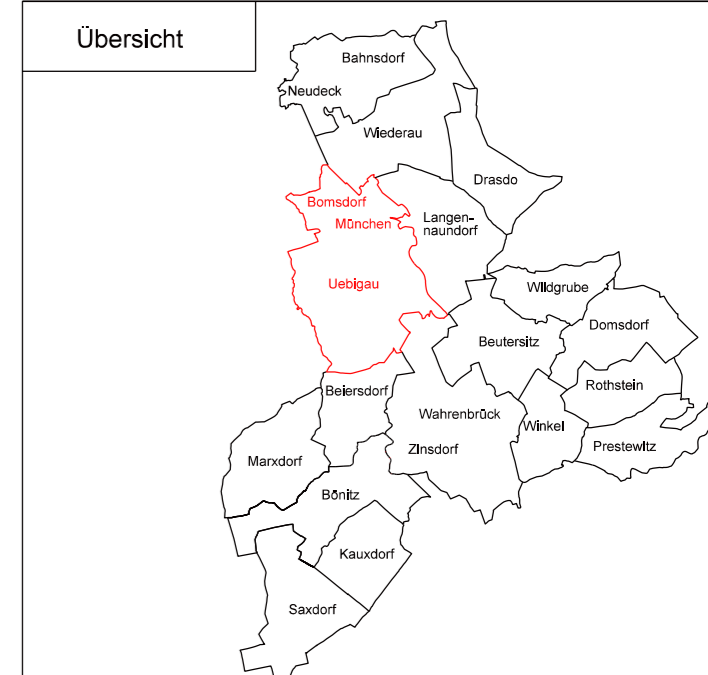 Übersicht
Bahnsdorf
Neudeck
Wiederau
Drasdo
Bomsdorf
München
Langen-
naundorf
Uebigau
Wildgrube
Domsdorf
Beutersitz
Beiersdorf
Rothstein
Wahrenbrück
Winkel
Zinsdorf
Prestewitz
Marxdorf
Bönitz
Kauxdorf
Saxdorf